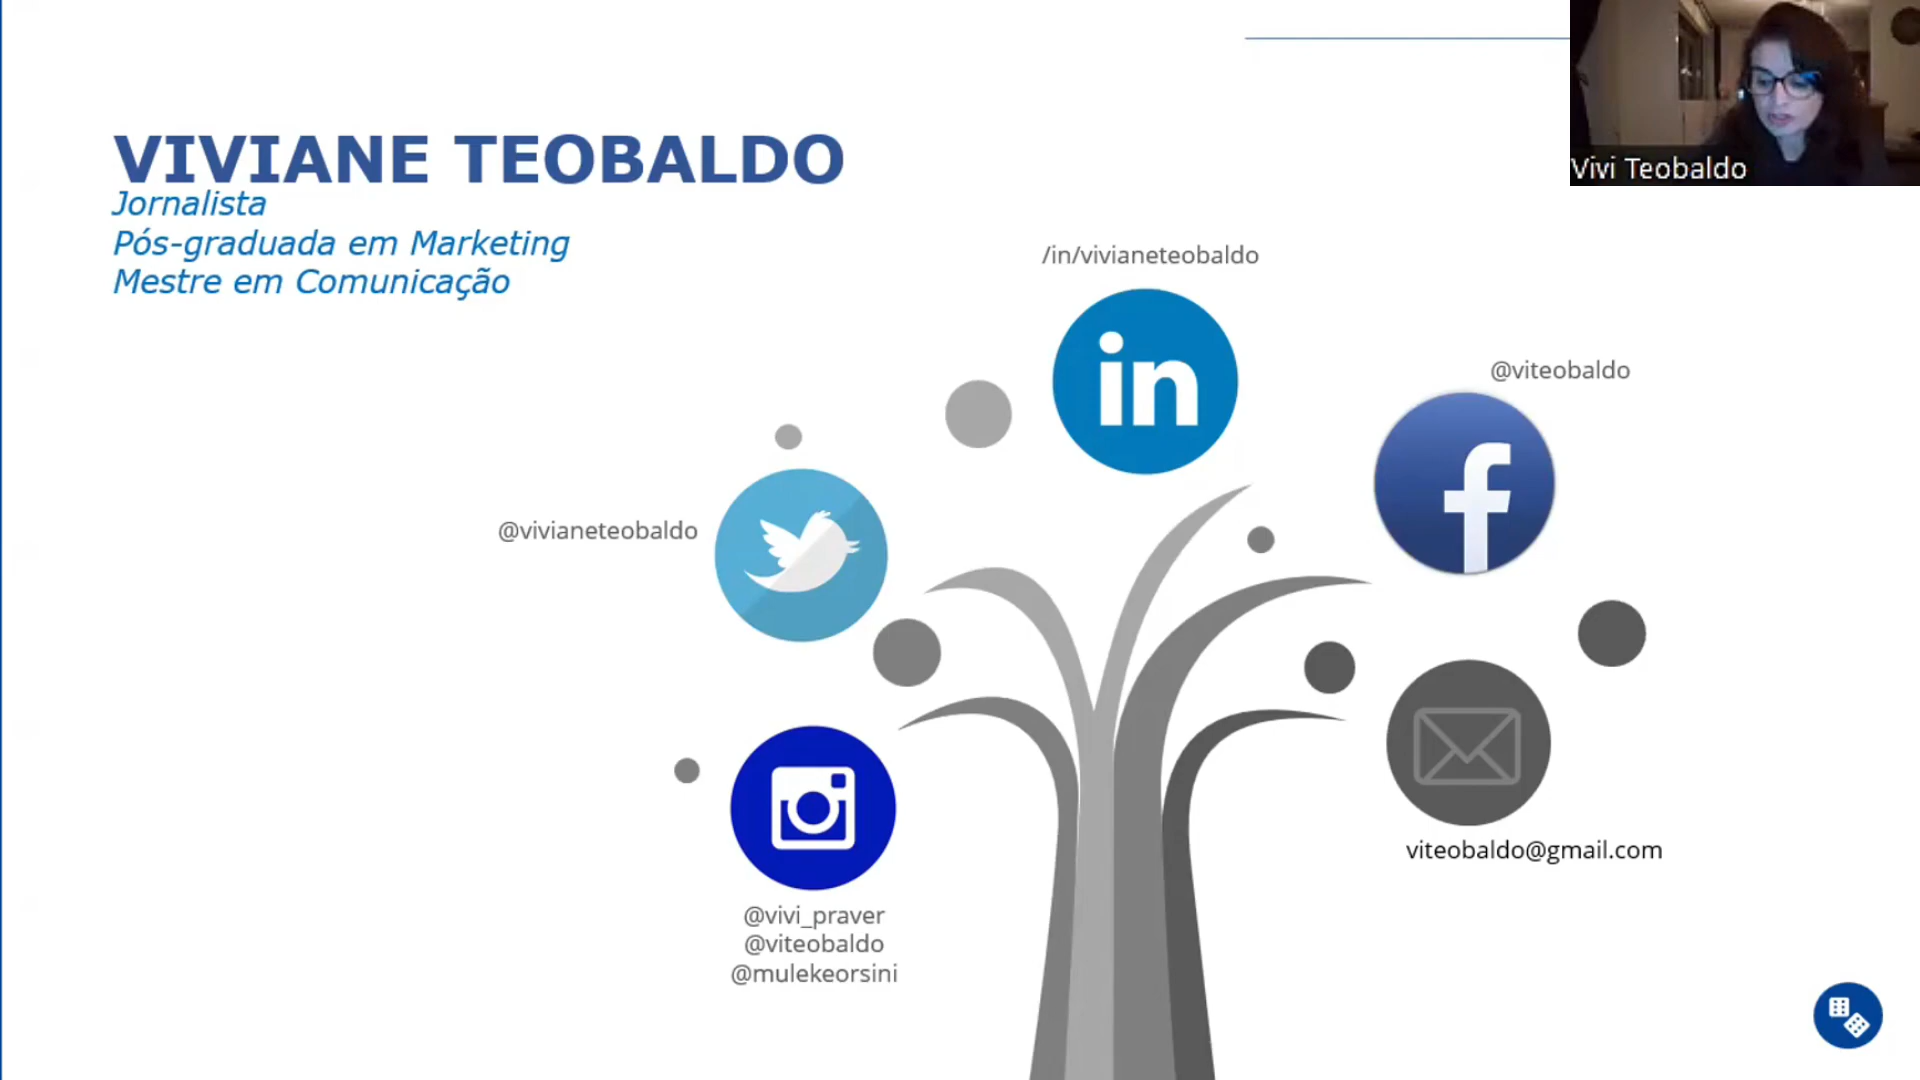 VIVIANE TEOBALDO
Jornalista
Pós-graduada em Marketing
Mestre em Comunicação
Vivi Teobaldo
/in/vivianeteobaldo
in
@viteobaldo
f
@vivianeteobaldo
viteobaldo@gmail.com
@vivi_praver
@viteobaldo
@mulekeorsini